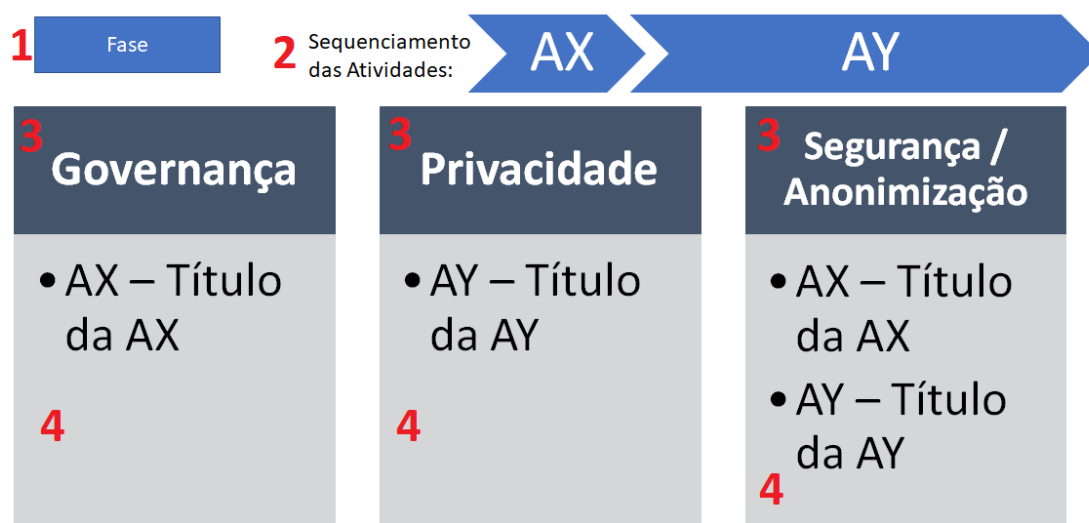 1
Fase
2
Sequenciamento
das Atividades:
AX
AY
3
Governança
• AX – Título
da AX
4
3
Privacidade
• AY – Título
da AY
4
3
Segurança /
Anonimização
• AX – Título
da AX
• AY – Título
da AY
4